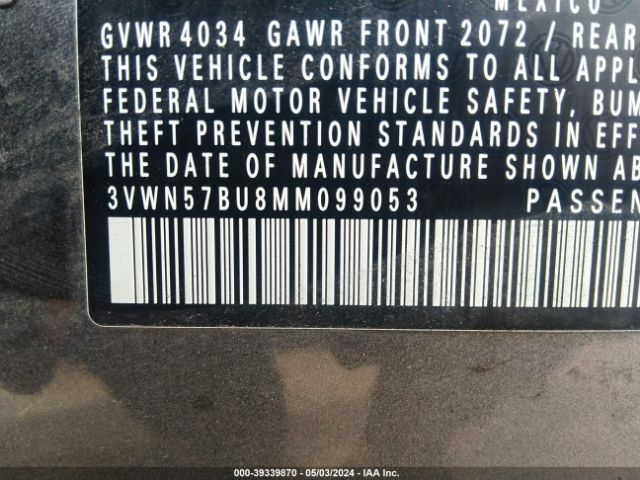 MEXICO
GVWR 4034 GAWR FRONT 2072 / REAR
THIS VEHICLE CONFORMS TO ALL APPL
FEDERAL MOTOR VEHICLE SAFETY, BUM
THEFT PREVENTION STANDARDS IN EFF
THE DATE OF MANUFACTURE SHOWN AB
3VWN57BU8MM099053 PASSEN
000-39339870 - 05/03/2024 - IAA Inc.